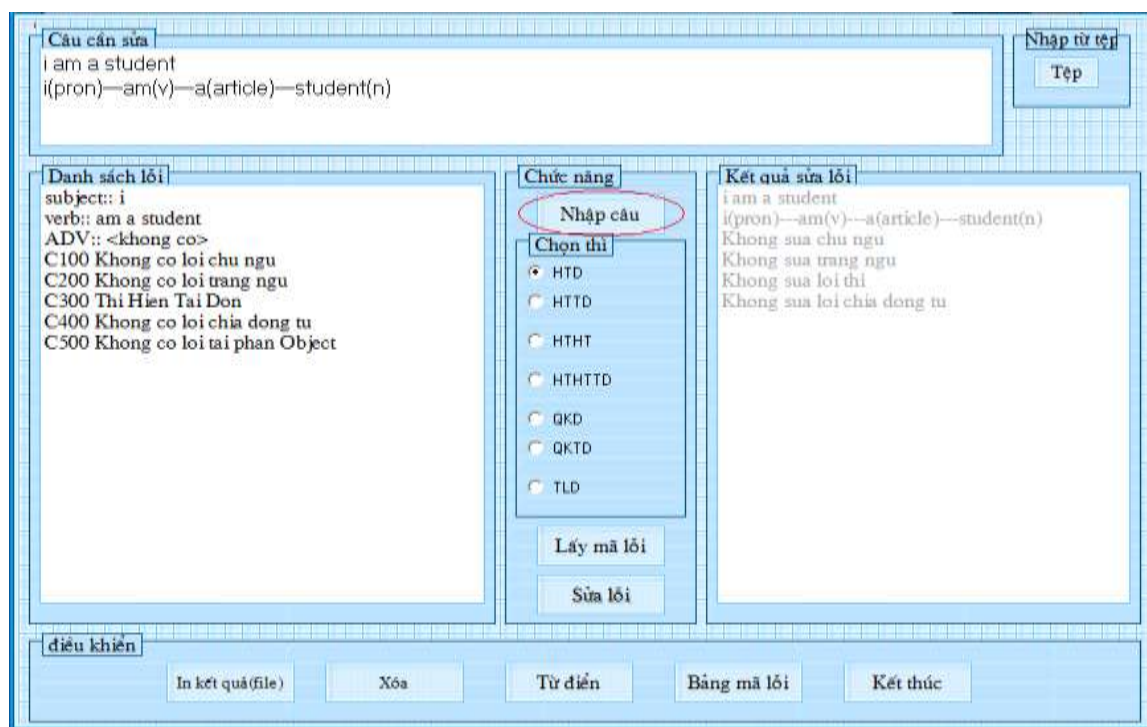 Câu cần sửa
i am a student
i(pron)---am(v)---a(article)---student(n)
Nhập từ tệp
Tệp
Danh sách lỗi
subject:: i
verb:: am a student
ADV:: <khong co>
C100 Khong co loi chu ngu
C200 Khong co loi trang ngu
C300 Thi Hien Tai Don
C400 Khong co loi chia dong tu
C500 Khong co loi tai phan Object
Chức năng
Nhập câu
Chọn thì
HTD
HTTD
HTHT
HTHTTD
QKD
QKTD
TLD
Lấy mã lỗi
Sửa lỗi
Kết quả sửa lỗi
i am a student
i(pron)---am(v)---a(article)---student(n)
Khong sua chu ngu
Khong sua trang ngu
Khong sua loi thi
Khong sua loi chia dong tu
điều khiển
In kết quả(file)
Xóa
Từ điển
Bảng mã lỗi
Kết thúc